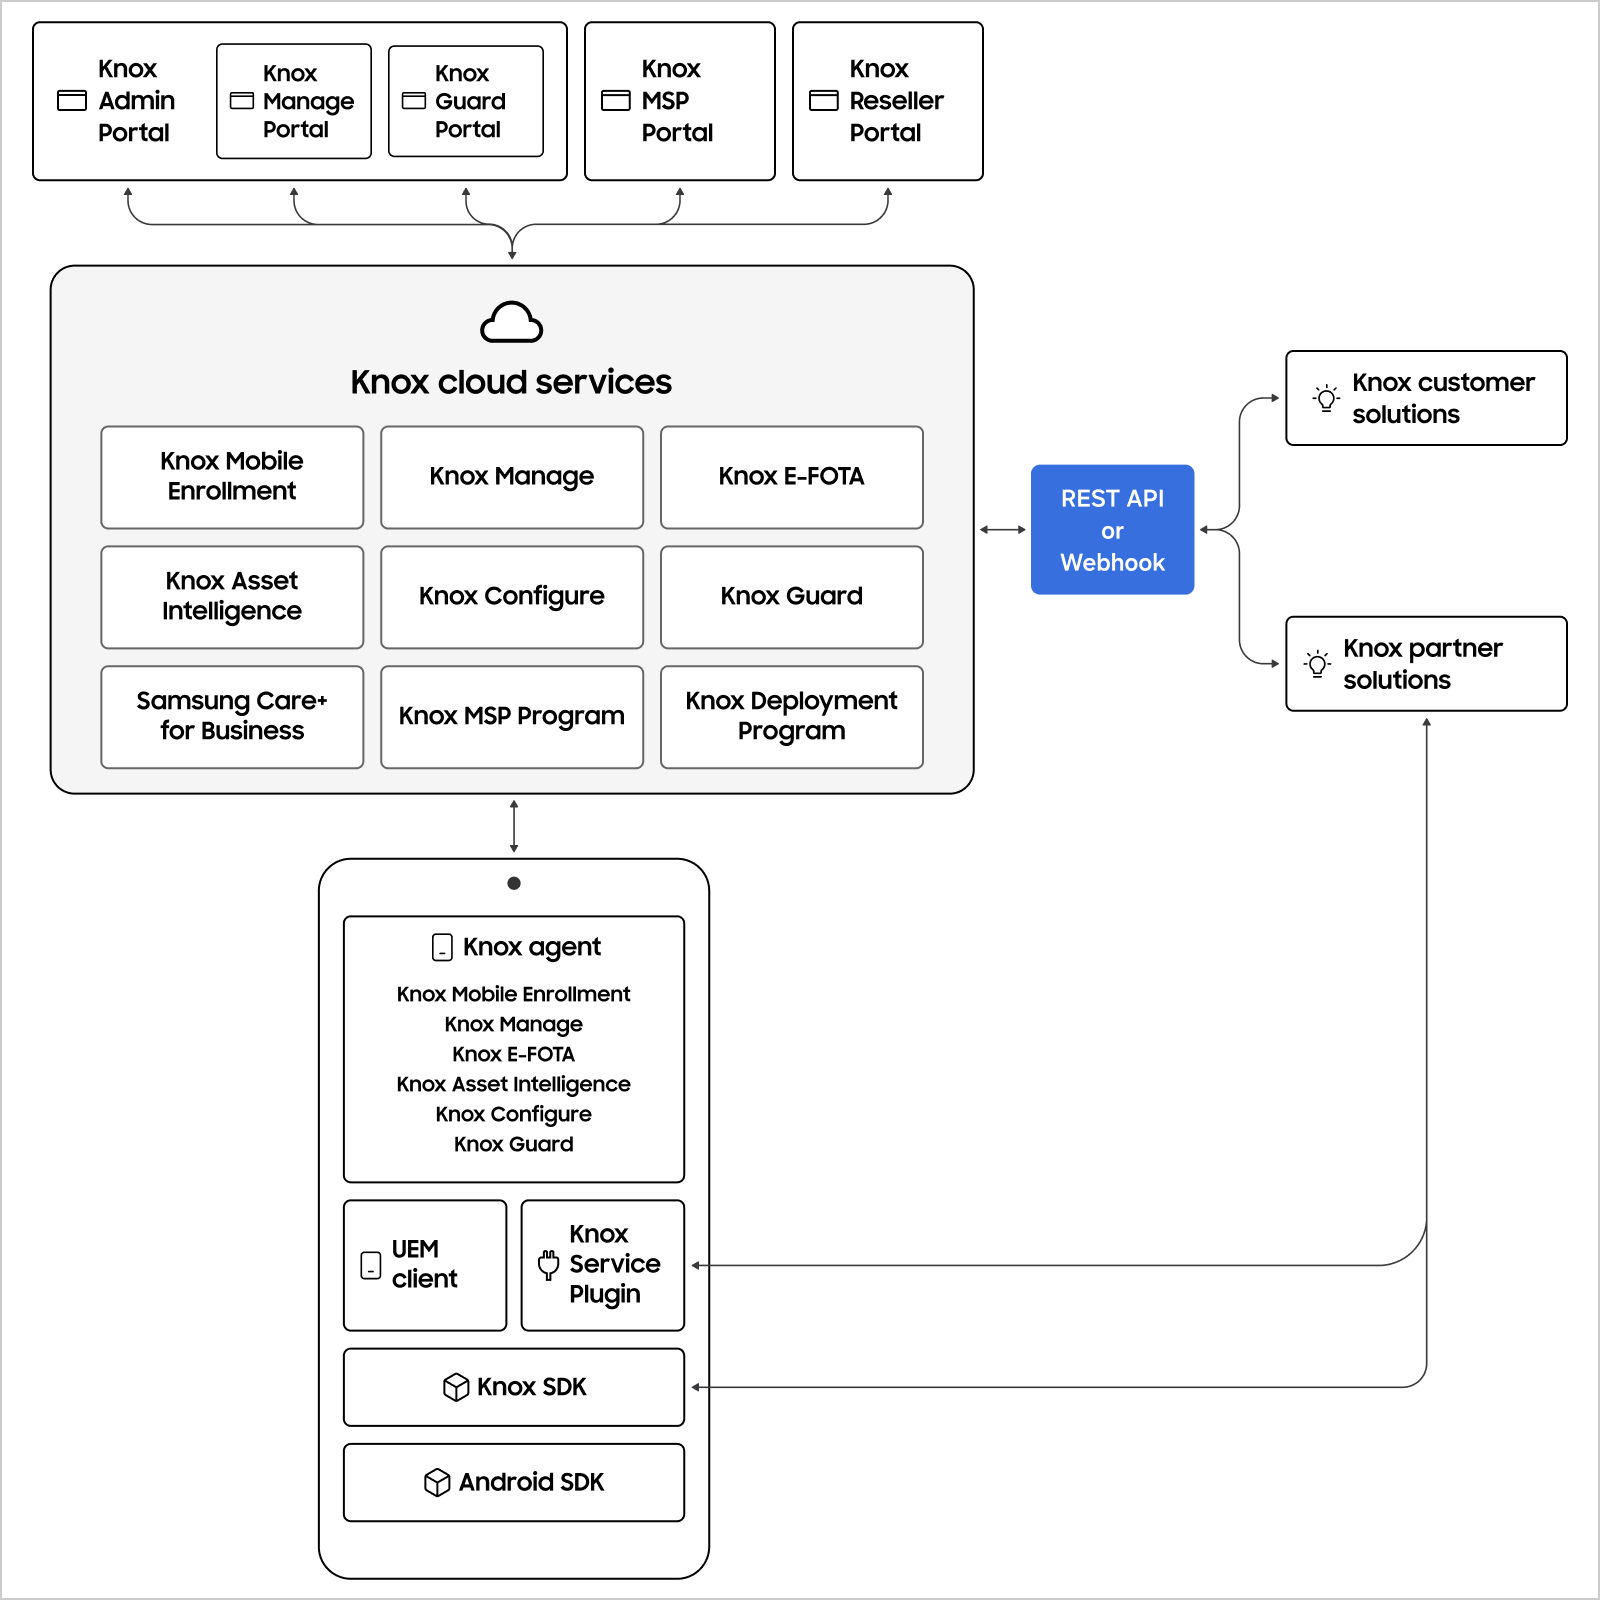 Knox
Admin
Portal
Knox
Manage
Portal
Knox
Guard
Portal
Knox
MSP
Portal
Knox
Reseller
Portal
Knox cloud services
Knox Mobile
Enrollment
Knox Manage
Knox E-FOTA
Knox Asset
Intelligence
Knox Configure
Knox Guard
Samsung Care+
for Business
Knox MSP Program
Knox Deployment
Program
REST API
or
Webhook
Knox customer
solutions
Knox partner
solutions
Knox agent
Knox Mobile Enrollment
Knox Manage
Knox E-FOTA
Knox Asset Intelligence
Knox Configure
Knox Guard
UEM
client
Knox
Service
Plugin
Knox SDK
Android SDK